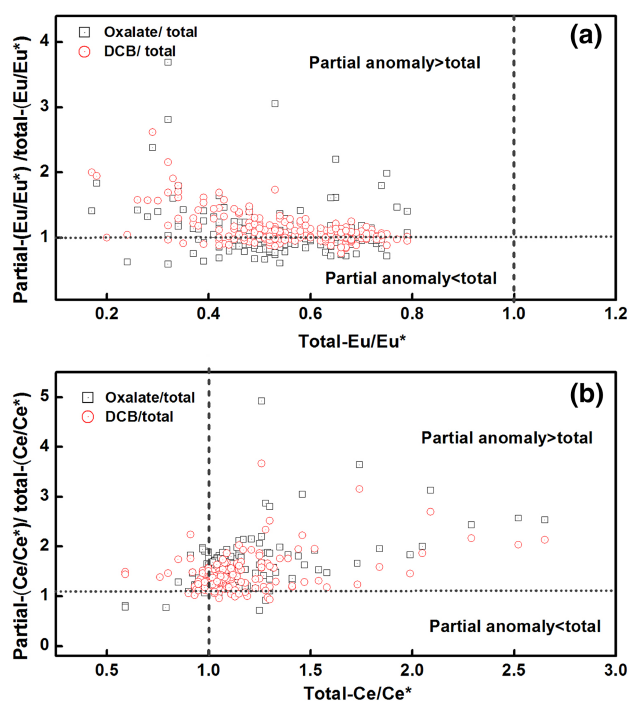 (a)
Oxalate/ total
DCB/ total
Partial anomaly>total
Partial anomaly<total
Partial-(Eu/Eu*) /total-(Eu/Eu*)
4
3
2
1
0.2 0.4 0.6 0.8 1.0 1.2
Total-Eu/Eu*
(b)
Oxalate/total
DCB/total
Partial anomaly>total
Partial anomaly<total
Partial-(Ce/Ce*)/ total-(Ce/Ce*)
5
4
3
2
1
0
0.5 1.0 1.5 2.0 2.5 3.0
Total-Ce/Ce*